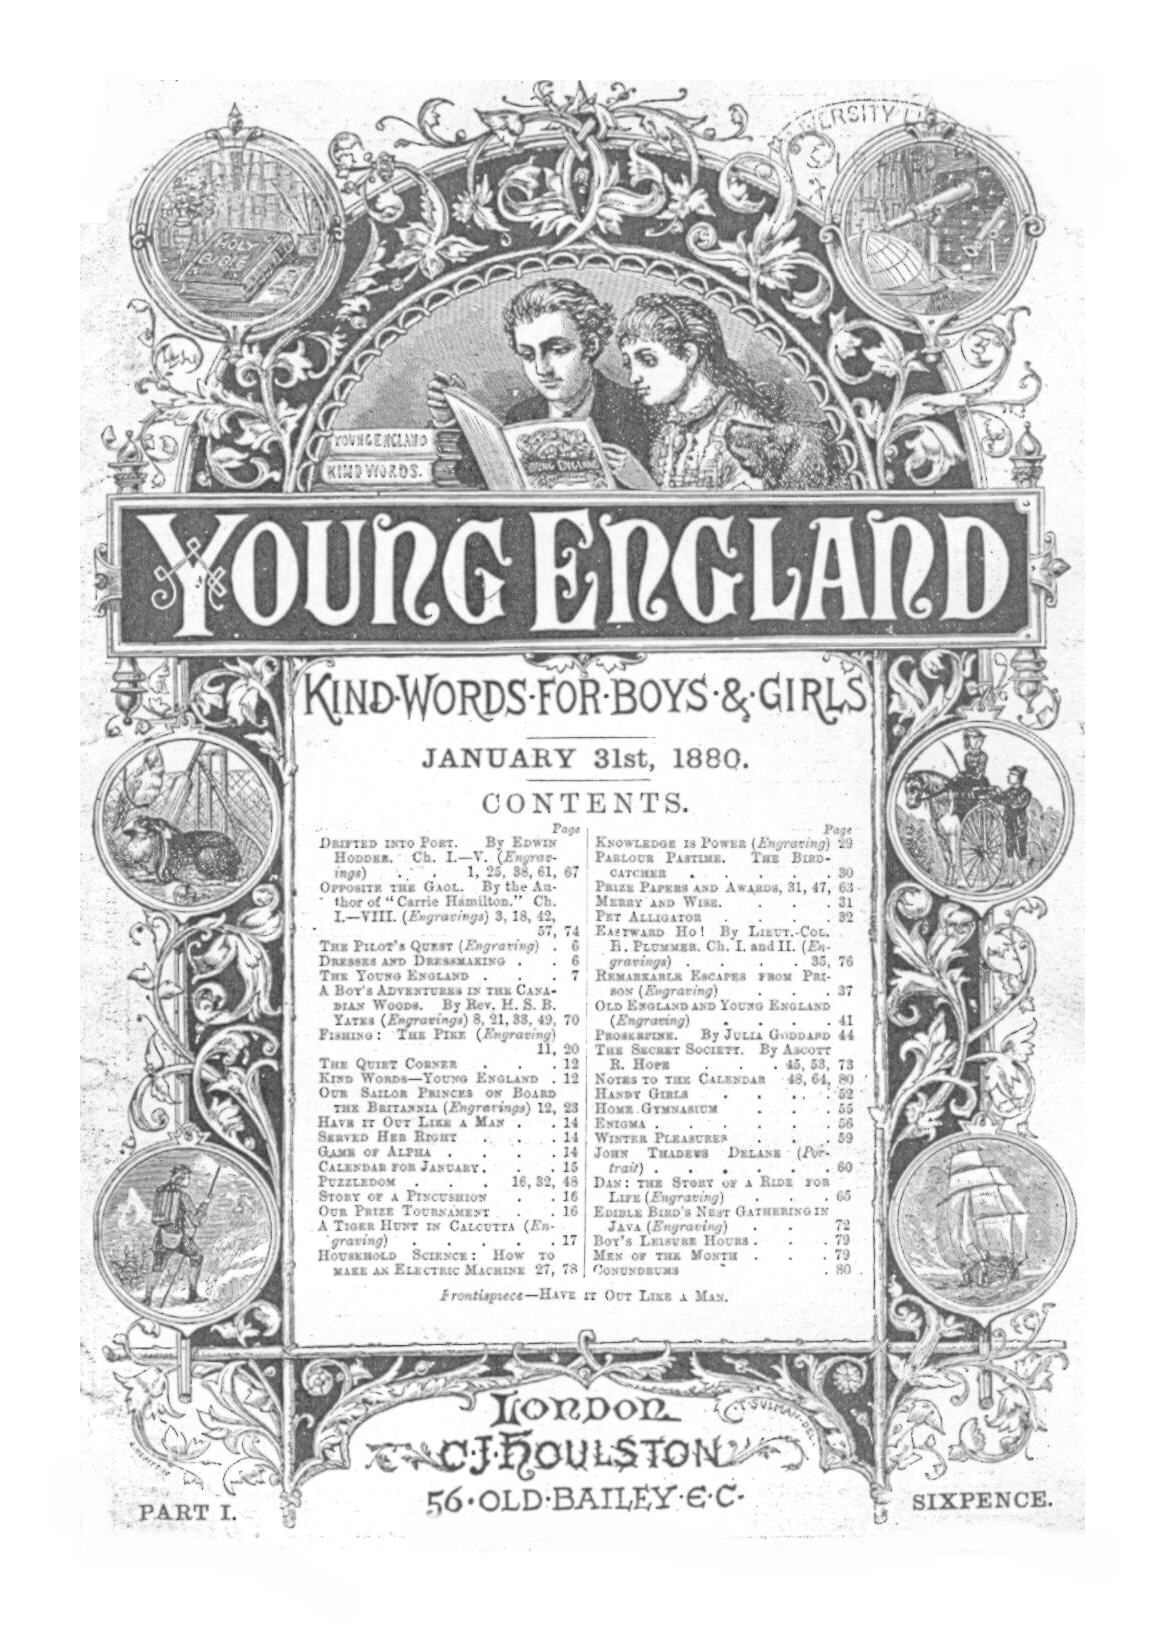 VERSITY LI
HOLY
BIBLE
YOUNG ENGLAND
KIND WORDS.
YOUNG ENGLAND
YOUNG ENGLAND
KIND·WORDS·FOR·BOYS·&·GIRLS
JANUARY 31st, 1880.
CONTENTS.
Page
DRIFTED INTO PORT. By EDWIN
HODDER. Ch. I.—V. (Engrav-
ings) . . . 1, 25, 38, 61, 67
OPPOSITE THE GAOL. By the Au-
thor of "Carrie Hamilton." Ch.
I.—VIII. (Engravings) 3, 18, 42,
57, 74
THE PILOT'S QUEST (Engraving) . 6
DRESSES AND DRESSMAKING . . 6
THE YOUNG ENGLAND . . . 7
A BOY'S ADVENTURES IN THE CANA-
DIAN WOODS. By Rev. H. S. B.
YATES (Engravings) 8, 21, 33, 49, 70
FISHING: THE PIKE (Engraving)
11, 20
THE QUIET CORNER . . . 12
KIND WORDS—YOUNG ENGLAND . 12
OUR SAILOR PRINCES ON BOARD
THE BRITANNIA (Engravings) 12, 23
HAVE IT OUT LIKE A MAN . . 14
SERVED HER RIGHT . . . 14
GAME OF ALPHA . . . . 14
CALENDAR FOR JANUARY. . . 15
PUZZLEDOM . . . 16, 32, 48
STORY OF A PINCUSHION . . 16
OUR PRIZE TOURNAMENT . . 16
A TIGER HUNT IN CALCUTTA (En-
graving) . . . . . 17
HOUSEHOLD SCIENCE: HOW TO
MAKE AN ELECTRIC MACHINE 27, 78
Page
KNOWLEDGE IS POWER (Engraving) 29
PARLOUR PASTIME. THE BIRD-
CATCHER . . . . . 30
PRIZE PAPERS AND AWARDS, 31, 47, 63
MERRY AND WISE. . . . . 31
PET ALLIGATOR . . . . 32
EASTWARD HO! By LIEUT.-COL.
R. PLUMMER. Ch. I. and II. (En-
gravings) . . . . 35, 76
REMARKABLE ESCAPES FROM PRI-
SON (Engraving) . . . 37
OLD ENGLAND AND YOUNG ENGLAND
(Engraving) . . . . 41
PROSERPINE. By JULIA GODDARD 44
THE SECRET SOCIETY. By ASCOTT
R. HOPE . . . 45, 53, 73
NOTES TO THE CALENDAR 48, 64, 80
HANDY GIRLS . . . . 52
HOME GYMNASIUM . . . 55
ENIGMA . . . . . . 56
WINTER PLEASURES . . . 59
JOHN THADEUS DELANE (Por-
trait) . . . . . . 60
DAN: THE STORY OF A RIDE FOR
LIFE (Engraving) . . . 65
EDIBLE BIRD'S NEST GATHERING IN
JAVA (Engraving) . . 72
BOY'S LEISURE HOURS . . . 79
MEN OF THE MONTH . . . 79
CONUNDRUMS . 80
Frontispiece—HAVE IT OUT LIKE A MAN.
LONDON
C·J·HOULSTON
56·OLD·BAILEY·E·C·
T·SULMAN·DEL
PART I.
SIXPENCE.